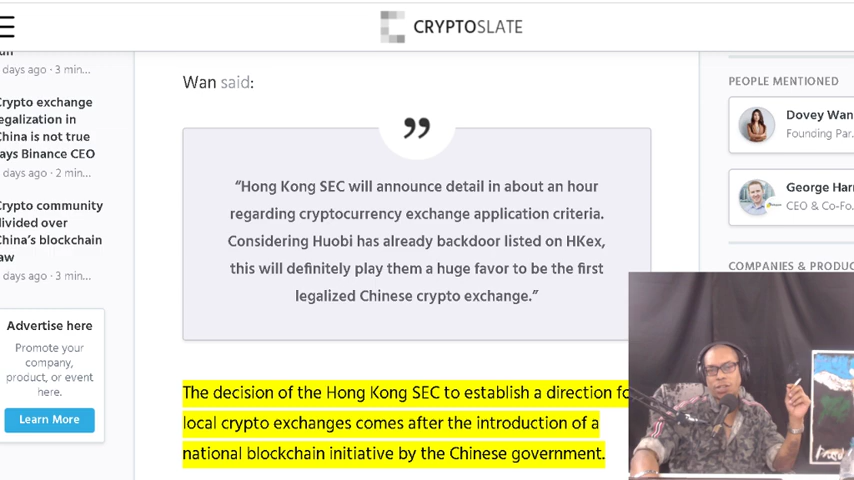 CRYPTOSLATE
days ago · 3 min...
Crypto exchange
legalization in
China is not true
says Binance CEO
days ago · 2 min...
Crypto community
divided over
China's blockchain
law
days ago · 3 min...
Advertise here
Promote your
company,
product, or event
here.
Learn More
Wan said:
”
“Hong Kong SEC will announce detail in about an hour
regarding cryptocurrency exchange application criteria.
Considering Huobi has already backdoor listed on HKex,
this will definitely play them a huge favor to be the first
legalized Chinese crypto exchange.”
The decision of the Hong Kong SEC to establish a direction fo
local crypto exchanges comes after the introduction of a
national blockchain initiative by the Chinese government.
PEOPLE MENTIONED
Dovey Wan
Founding Par...
George Har
CEO & Co-Fo...
COMPANIES & PRODUC